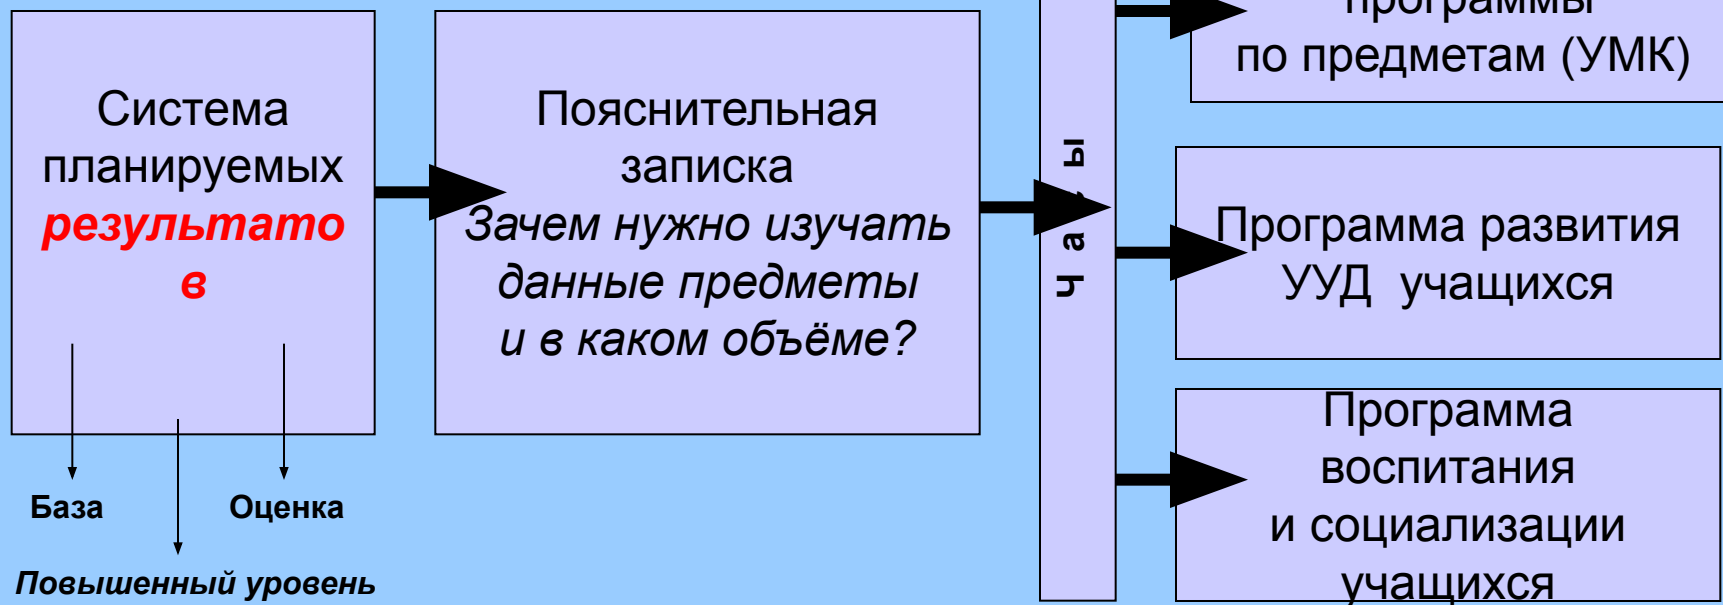 Система
планируемых
результато
в
База
Оценка
Повышенный уровень
Пояснительная
записка
Зачем нужно изучать
данные предметы
и в каком объёме?
программы
по предметам (УМК)
Программа развития
УУД учащихся
Программа
воспитания
и социализации
учащихся